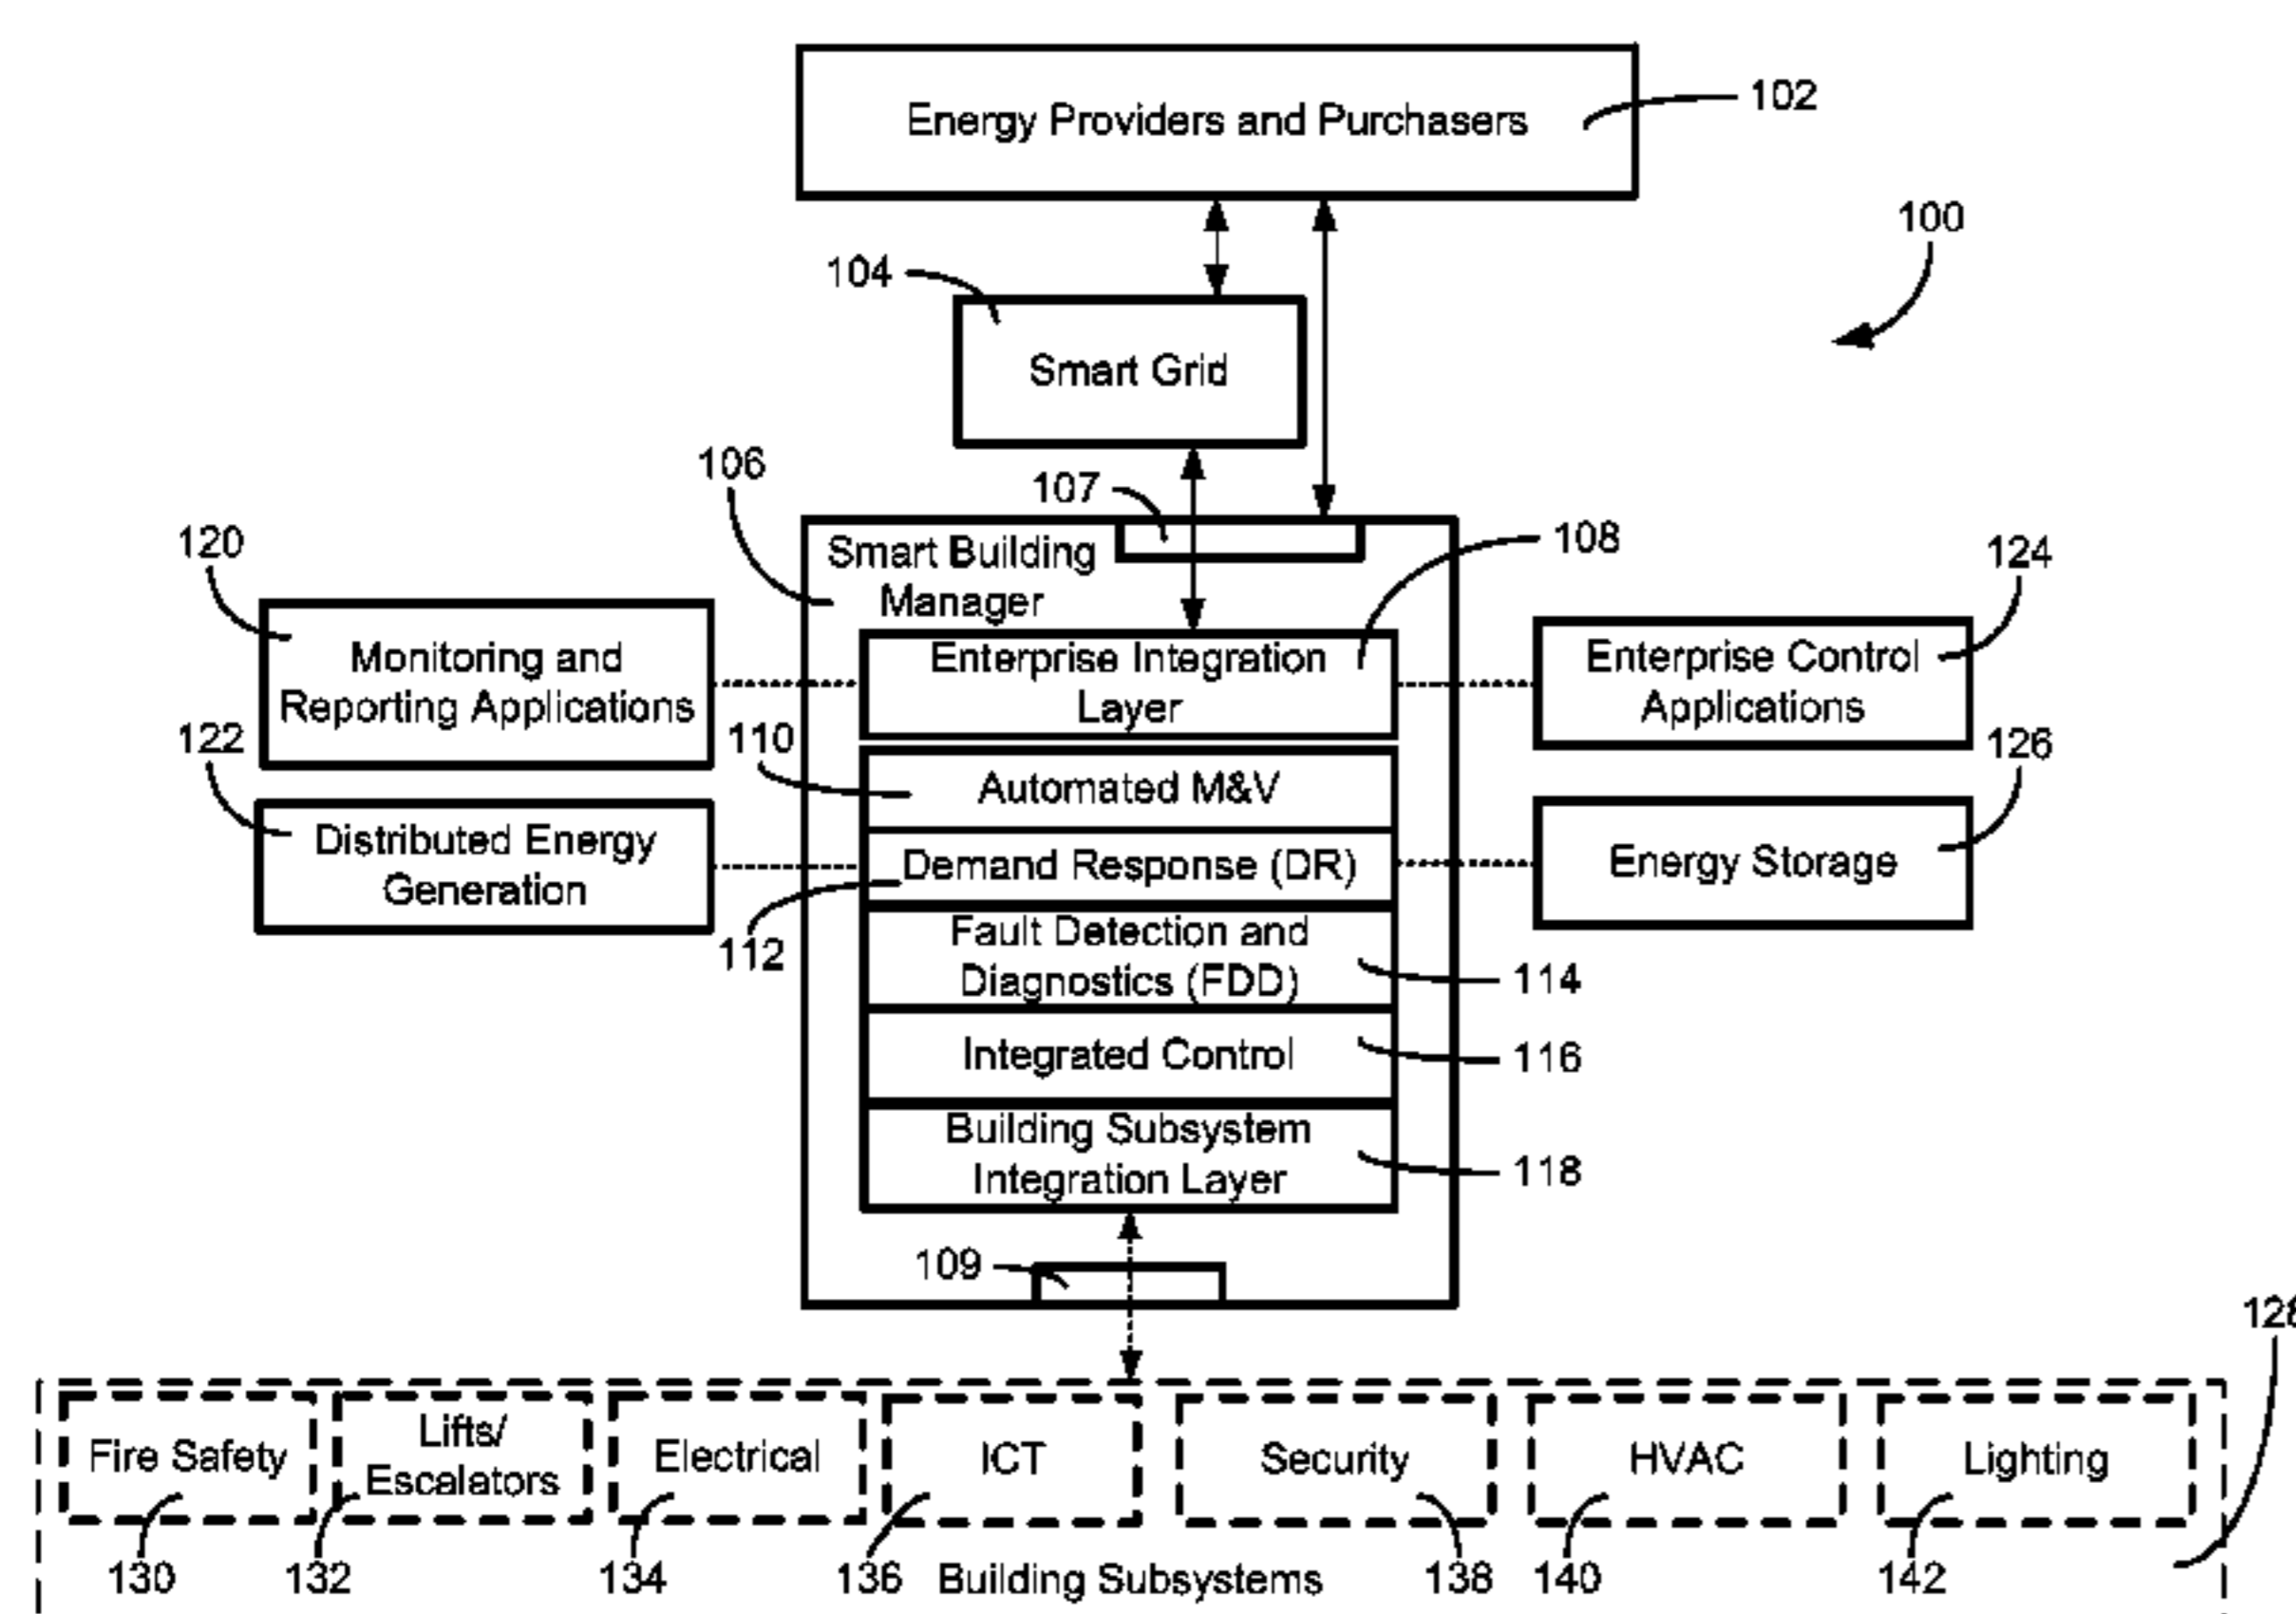 Energy Providers and Purchasers
102
100
104
Smart Grid
106
107
Smart Building
Manager
108
120
124
Monitoring and
Reporting Applications
Enterprise Integration
Layer
Enterprise Control
Applications
122
110
126
Automated M&V
Distributed Energy
Generation
Demand Response (DR)
Energy Storage
112
Fault Detection and
Diagnostics (FDD)
114
Integrated Control
116
Building Subsystem
Integration Layer
118
109
128
Fire Safety
Lifts/
Escalators
Electrical
ICT
Security
HVAC
Lighting
130
132
134
136
Building Subsystems
138
140
142